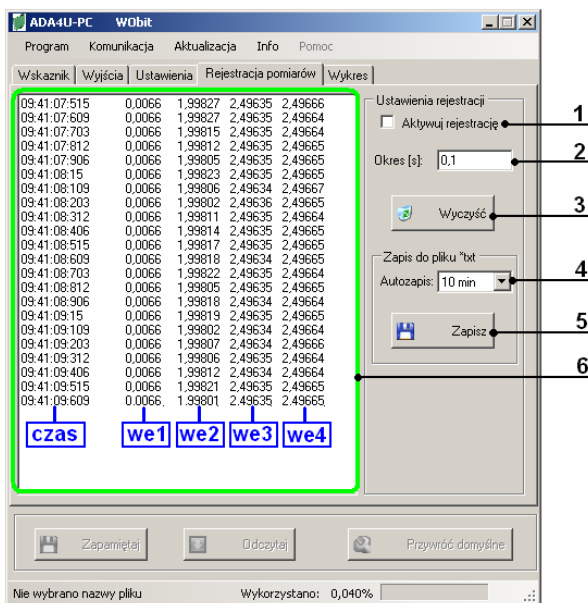 ADA4U-PC WObit
Program Komunikacja Aktualizacja Info Pomoc
Wskaznik Wyjścia Ustawienia Rejestracja pomiarów Wykres
09:41:07:515 0,0066 1,99827 2,49635 2,49666
09:41:07:609 0,0066 1,99827 2,49634 2,49664
09:41:07:703 0,0066 1,99815 2,49634 2,49664
09:41:07:812 0,0066 1,99812 2,49635 2,49665
09:41:07:906 0,0066 1,99805 2,49634 2,49665
09:41:08:15 0,0066 1,99823 2,49635 2,49665
09:41:08:109 0,0066 1,99806 2,49634 2,49667
09:41:08:203 0,0066 1,99802 2,49636 2,49665
09:41:08:312 0,0066 1,99811 2,49635 2,49664
09:41:08:406 0,0066 1,99814 2,49635 2,49665
09:41:08:515 0,0066 1,99817 2,49635 2,49665
09:41:08:609 0,0066 1,99818 2,49634 2,49664
09:41:08:703 0,0066 1,99822 2,49635 2,49664
09:41:08:812 0,0066 1,99805 2,49635 2,49665
09:41:08:906 0,0066 1,99818 2,49634 2,49665
09:41:09:15 0,0066 1,99819 2,49635 2,49665
09:41:09:109 0,0066 1,99802 2,49634 2,49664
09:41:09:203 0,0066 1,99807 2,49634 2,49666
09:41:09:312 0,0066 1,99806 2,49635 2,49665
09:41:09:406 0,0066 1,99812 2,49634 2,49664
09:41:09:515 0,0066 1,99821 2,49635 2,49665
09:41:09:609 0,0066 1,99801 2,49635 2,49665
czas we1 we2 we3 we4
Ustawienia rejestracji
Aktywuj rejestrację 1
Okres [s]: 0,1 2
Wyczyść 3
Zapis do pliku *txt
Autozapis: 10 min 4
Zapisz 5
6
Zapamiętaj Odczytaj Przywróć domyślne
Nie wybrano nazwy pliku Wykorzystano: 0,040%